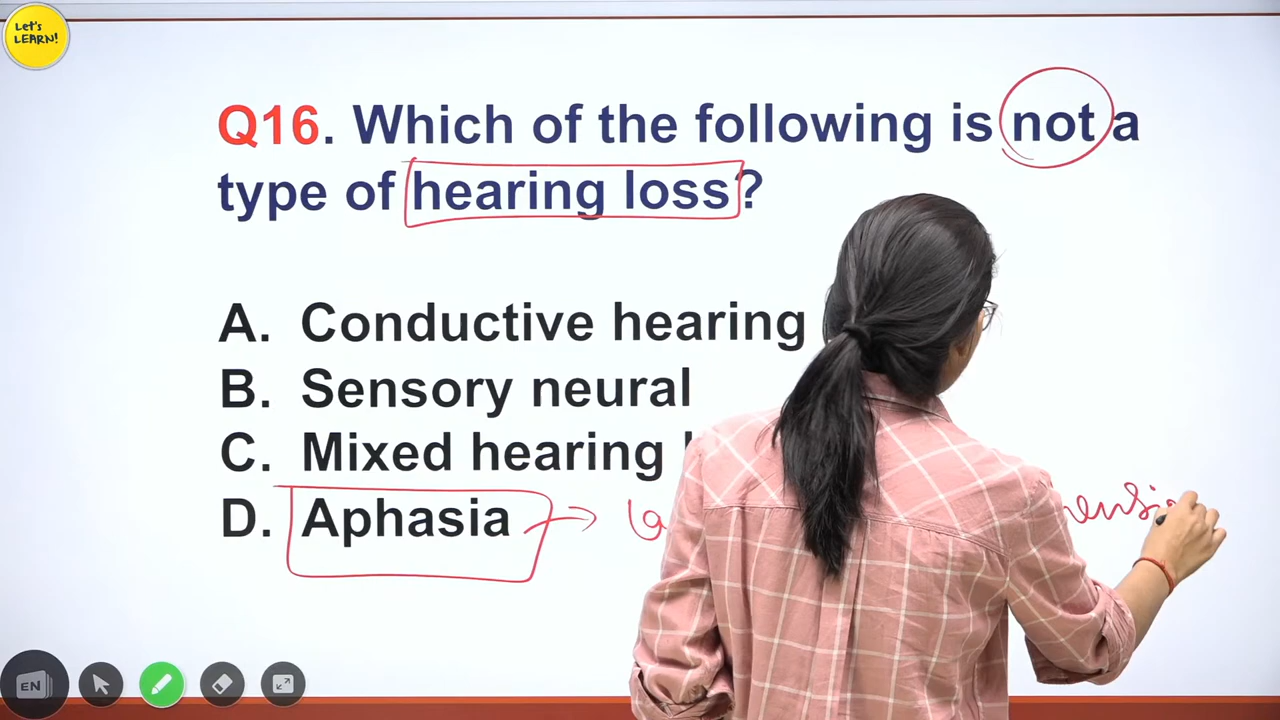 Let's
LEARN!
Q16. Which of the following is not a
type of hearing loss?
A. Conductive hearing
B. Sensory neural
C. Mixed hearing
D. Aphasia
EN